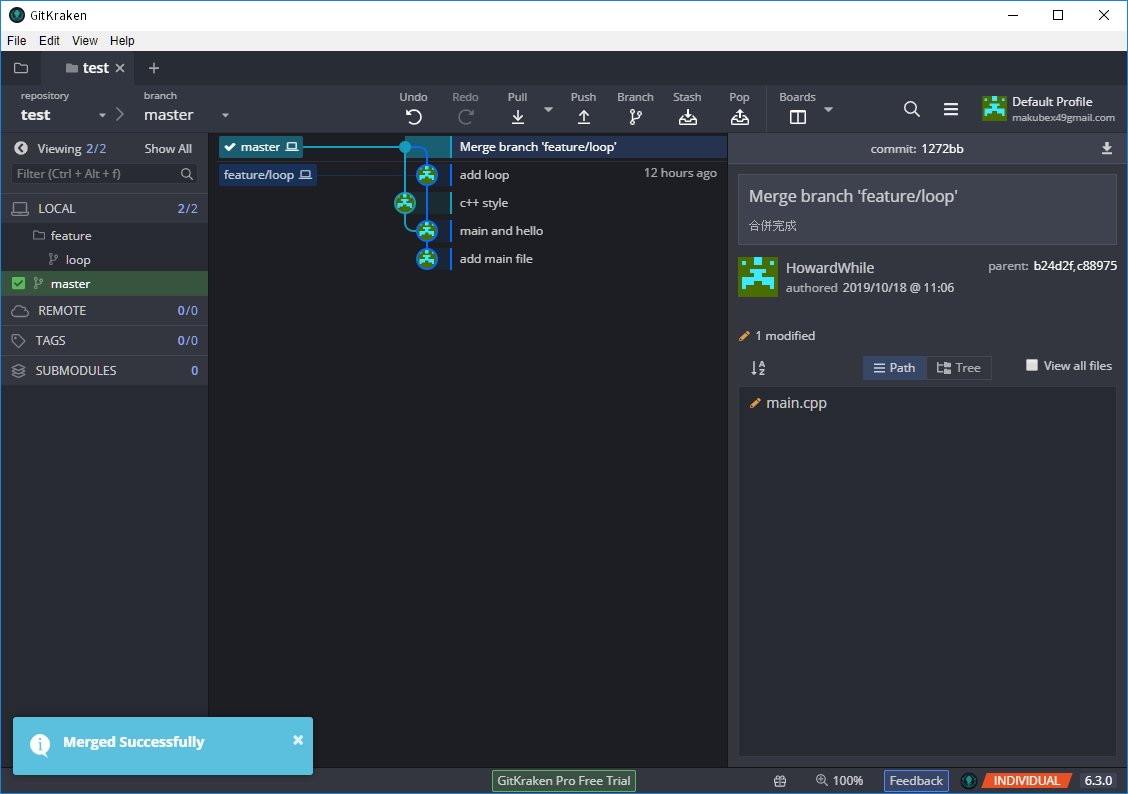 GitKraken
File Edit View Help
test
repository
test
branch
master
Undo
Redo
Pull
Push
Branch
Stash
Pop
Boards
Default Profile
makubex49gmail.com
Viewing 2/2 Show All
Filter (Ctrl + Alt + f)
LOCAL 2/2
feature
loop
master
REMOTE 0/0
TAGS 0/0
SUBMODULES 0
master
Merge branch 'feature/loop'
feature/loop
add loop
12 hours ago
c++ style
main and hello
add main file
commit: 1272bb
Merge branch 'feature/loop'
合併完成
HowardWhile
authored 2019/10/18 @ 11:06
parent: b24d2f,c88975
1 modified
A
Z
Path
Tree
View all files
main.cpp
Merged Successfully
GitKraken Pro Free Trial
100%
Feedback
INDIVIDUAL
6.3.0